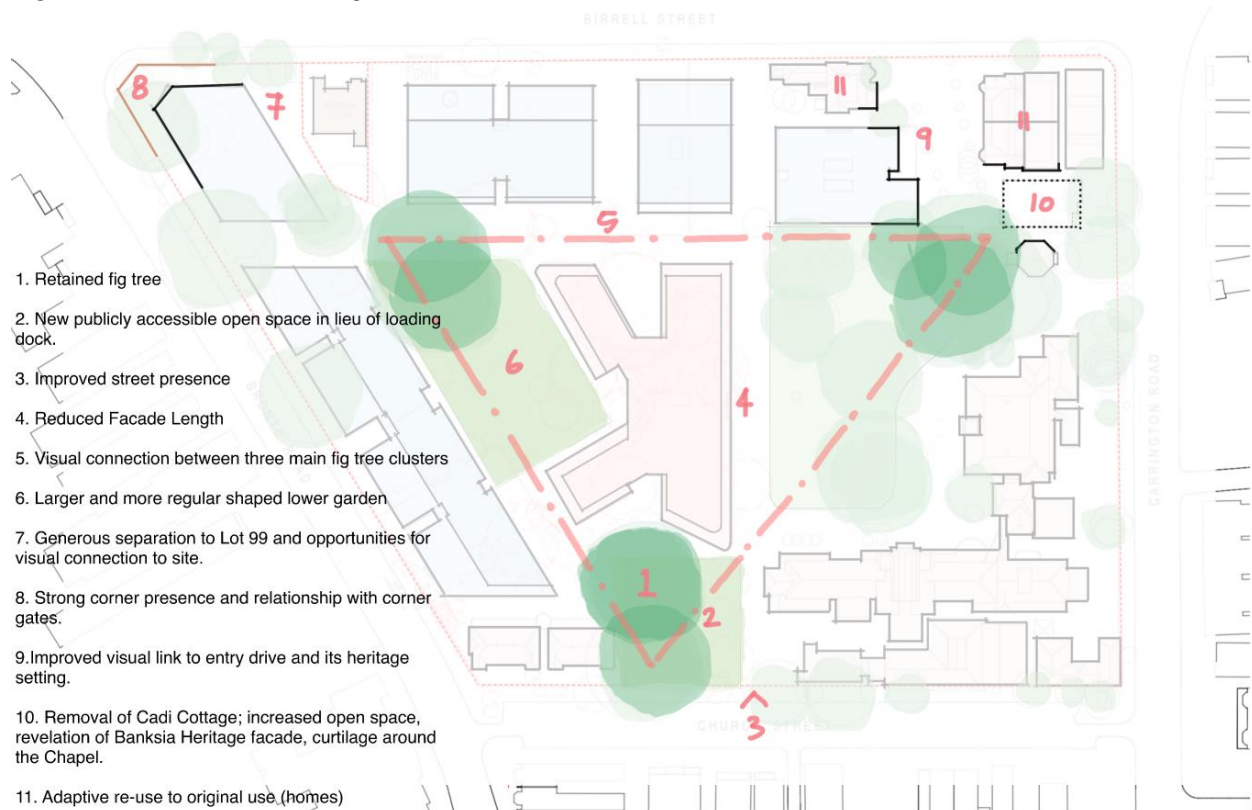 BIRRELL STREET
8
7
11
11
9
10
5
1. Retained fig tree
2. New publicly accessible open space in lieu of loading
dock.
6
3. Improved street presence
4
4. Reduced Facade Length
CARRINGTON ROAD
5. Visual connection between three main fig tree clusters
6. Larger and more regular shaped lower garden
7. Generous separation to Lot 99 and opportunities for
visual connection to site.
1
8. Strong corner presence and relationship with corner
gates.
2
9.Improved visual link to entry drive and its heritage
setting.
10. Removal of Cadi Cottage; increased open space,
revelation of Banksia Heritage facade, curtilage around
the Chapel.
CHURCH STREET
3
11. Adaptive re-use to original use (homes)